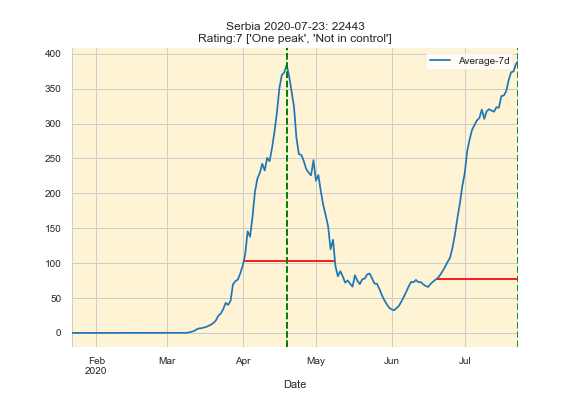 Serbia 2020-07-23: 22443
Rating:7 ['One peak', 'Not in control']
Average-7d
400
350
300
250
200
150
100
50
0
Feb
2020
Mar
Apr
May
Jun
Jul
Date